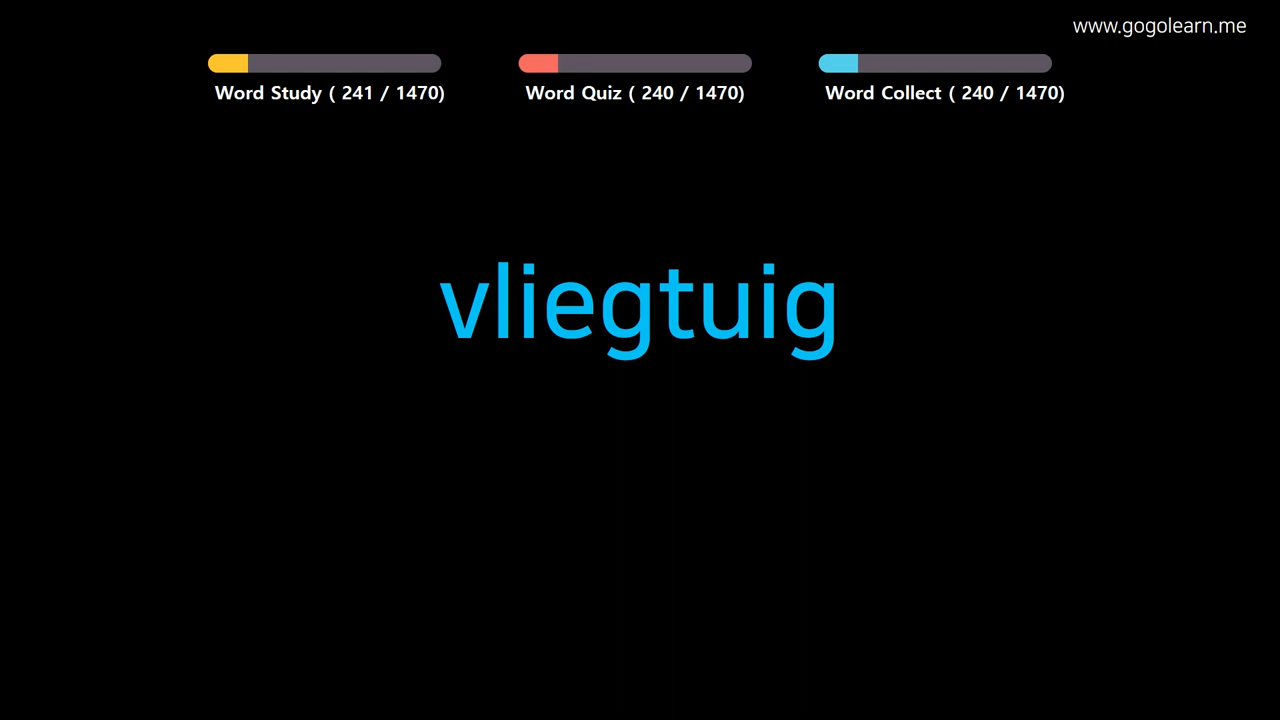 www.gogolearn.me
Word Study ( 241 / 1470)
Word Quiz ( 240 / 1470)
Word Collect ( 240 / 1470)
vliegtuig